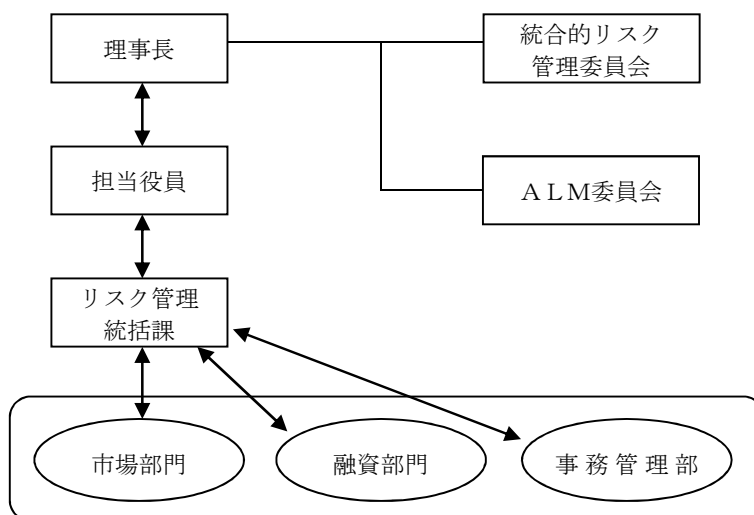 理事長
統合的リスク
管理委員会
担当役員
ＡＬＭ委員会
リスク管理
統括課
市場部門
融資部門
事務管理部